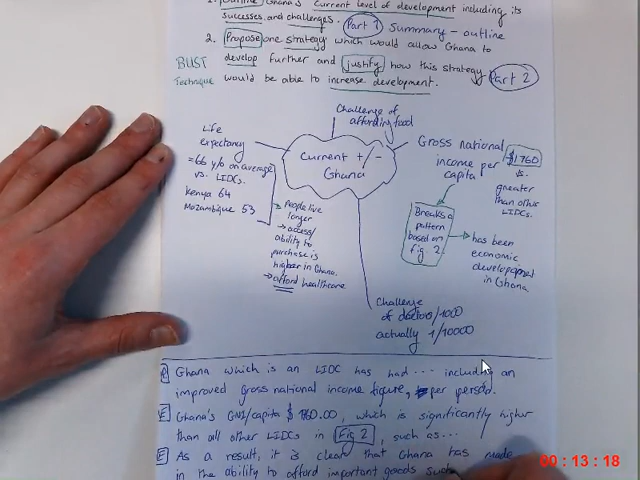 1. Outline Ghana's current level of development including its
successes and challenges. Part 1 Summary - outline
2. Propose one strategy which would allow Ghana to
develop further and justify how this strategy
would be able to increase development. Part 2
BUST
Technique
Challenge of
affording food
Life
Expectancy
=66 y/o on average
vs. LIDCs.
Kenya 64
Mozambique 53
Current +/-
Ghana
Gross national
income per
capita
$1760
vs.
greater
than other
LIDCs.
→ People live
longer
→ access/
ability to
purchase is
higher in Ghana.
→ afford healthcare
Breaks a
pattern
based on
fig 2.
→ has been
economic
development
in Ghana.
Challenge
of doctors/1000
actually 1/10000
Ghana which is an LIDC has had ... including an
improved gross national income figure, per person.
E Ghana's GNI/capita $1760.00, which is significantly higher
than all other LIDCs in Fig 2, such as...
E As a result, it is clear that Ghana has made
in the ability to afford important goods such
00:13:18